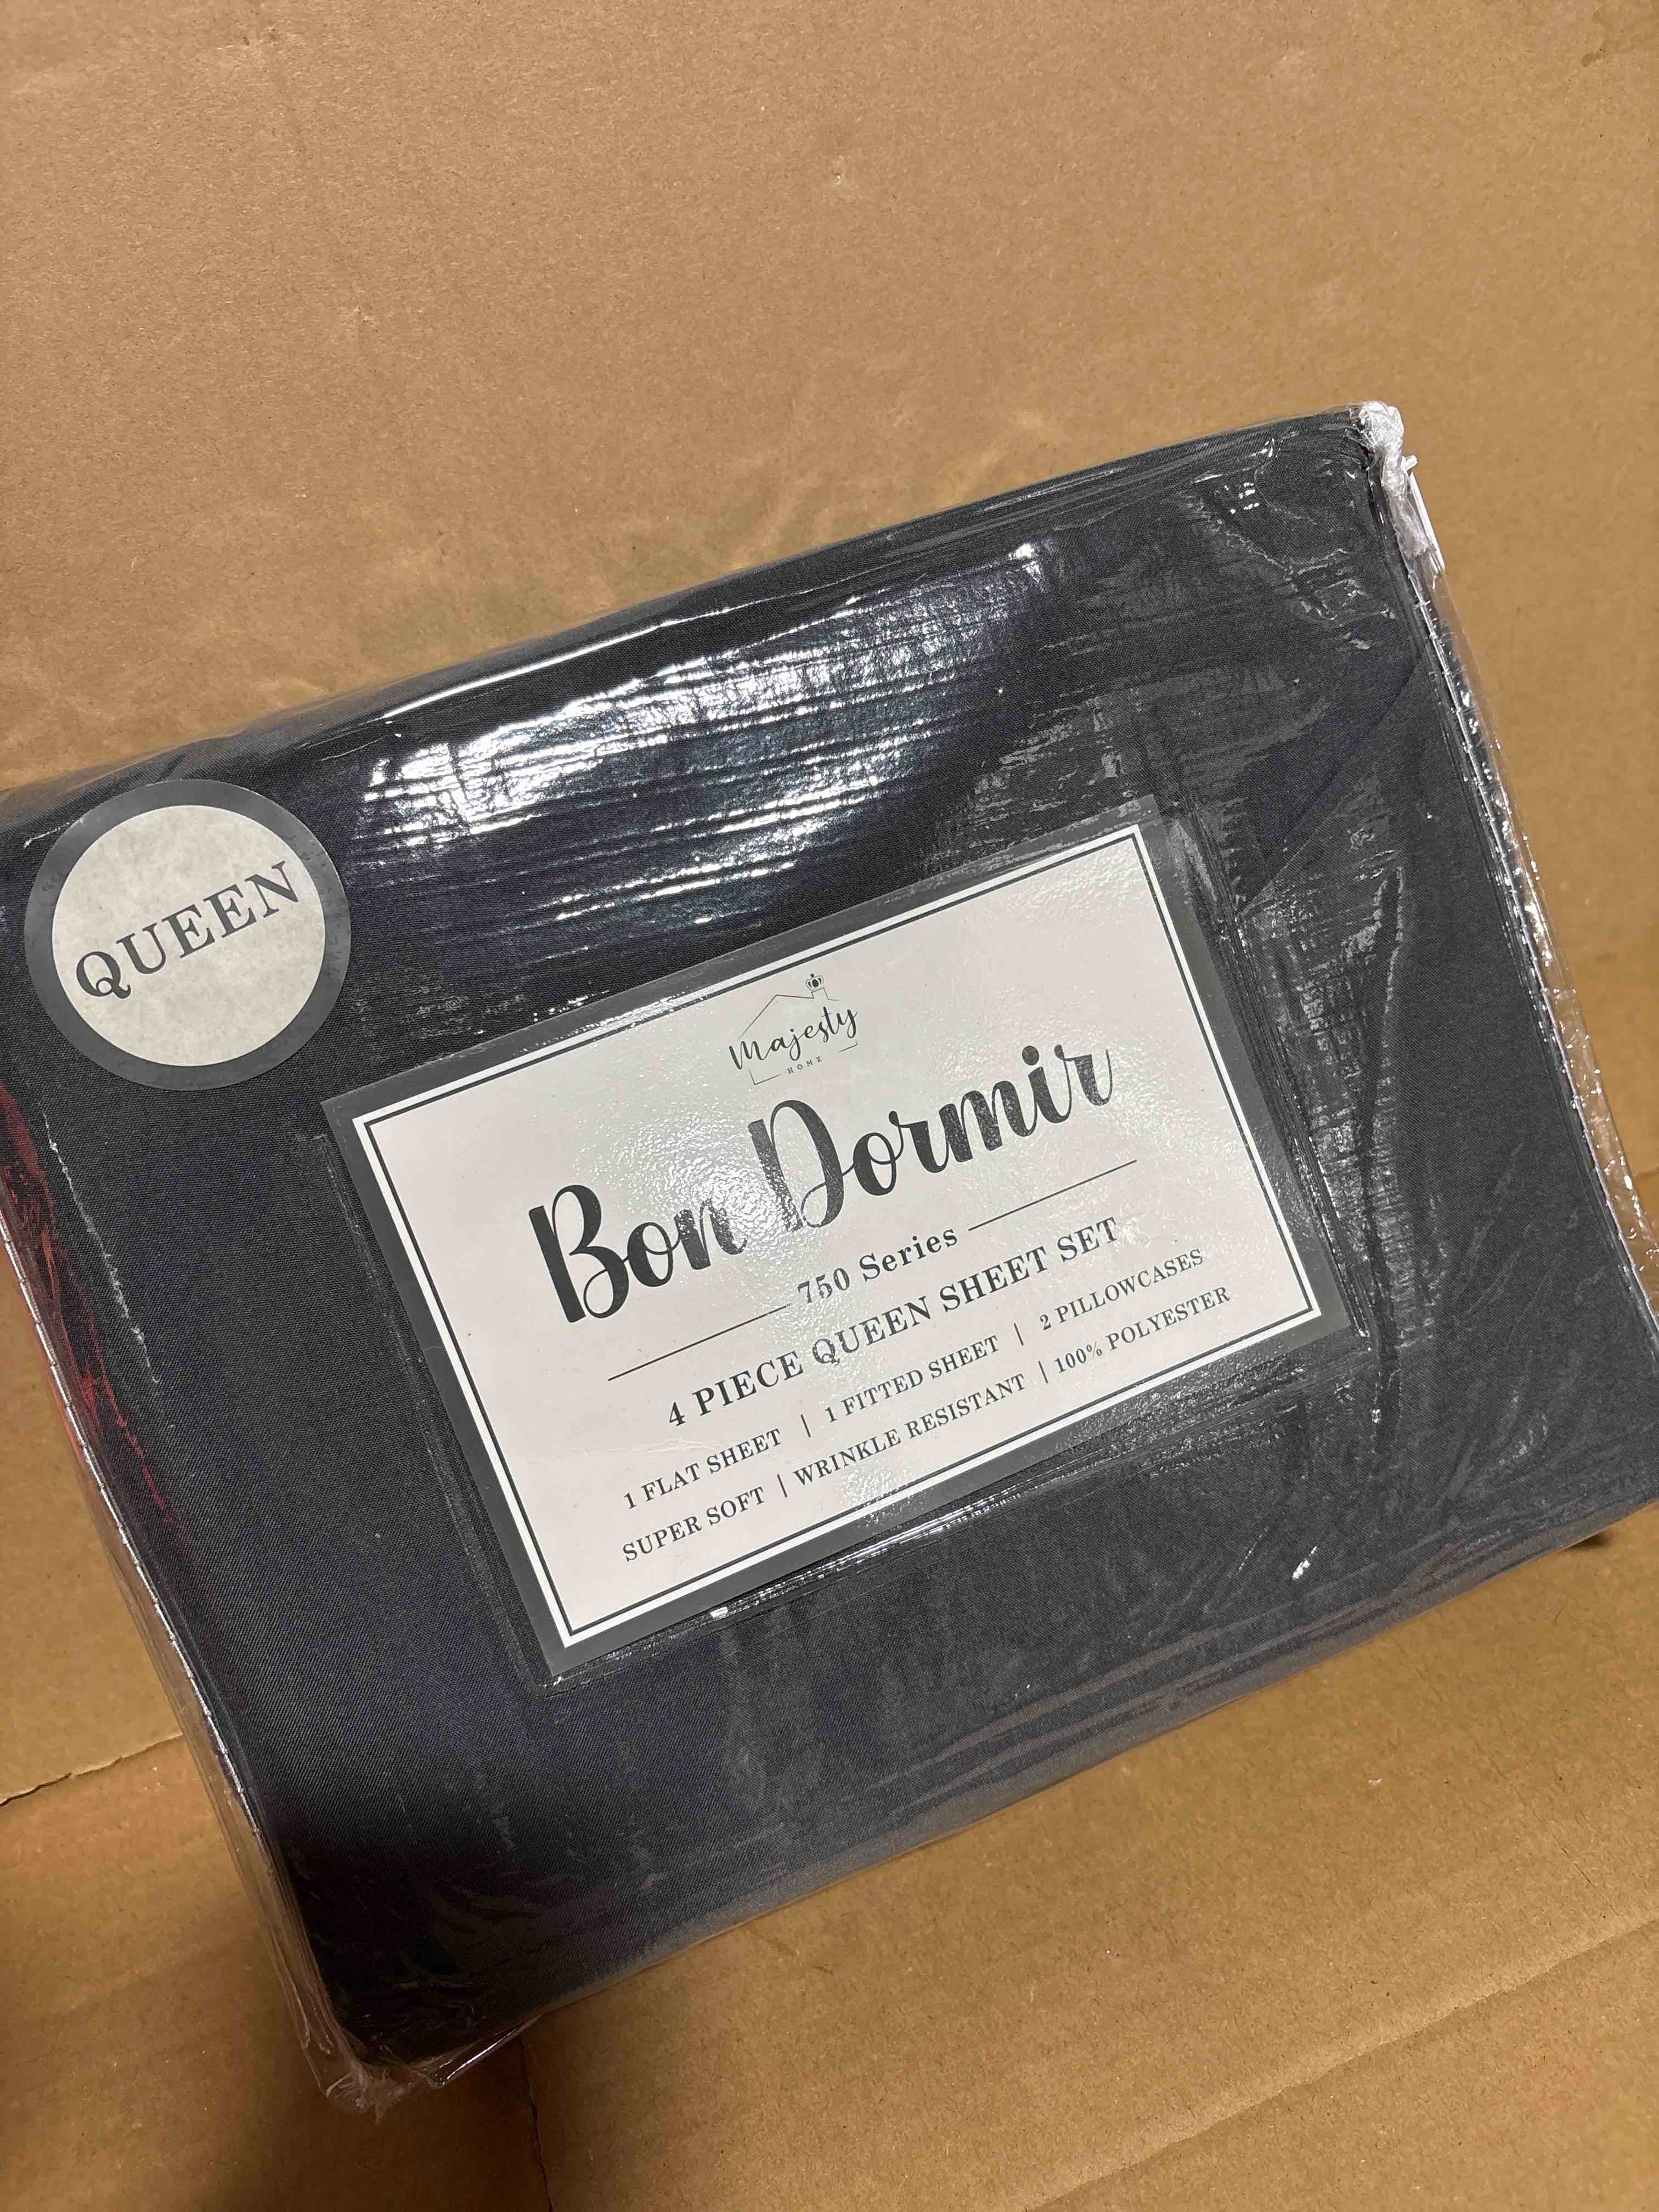 QUEEN
Majesty
HOME
Bon Dormir
750 Series
4 PIECE QUEEN SHEET SET
1 FLAT SHEET | 1 FITTED SHEET | 2 PILLOWCASES
SUPER SOFT | WRINKLE RESISTANT | 100% POLYESTER